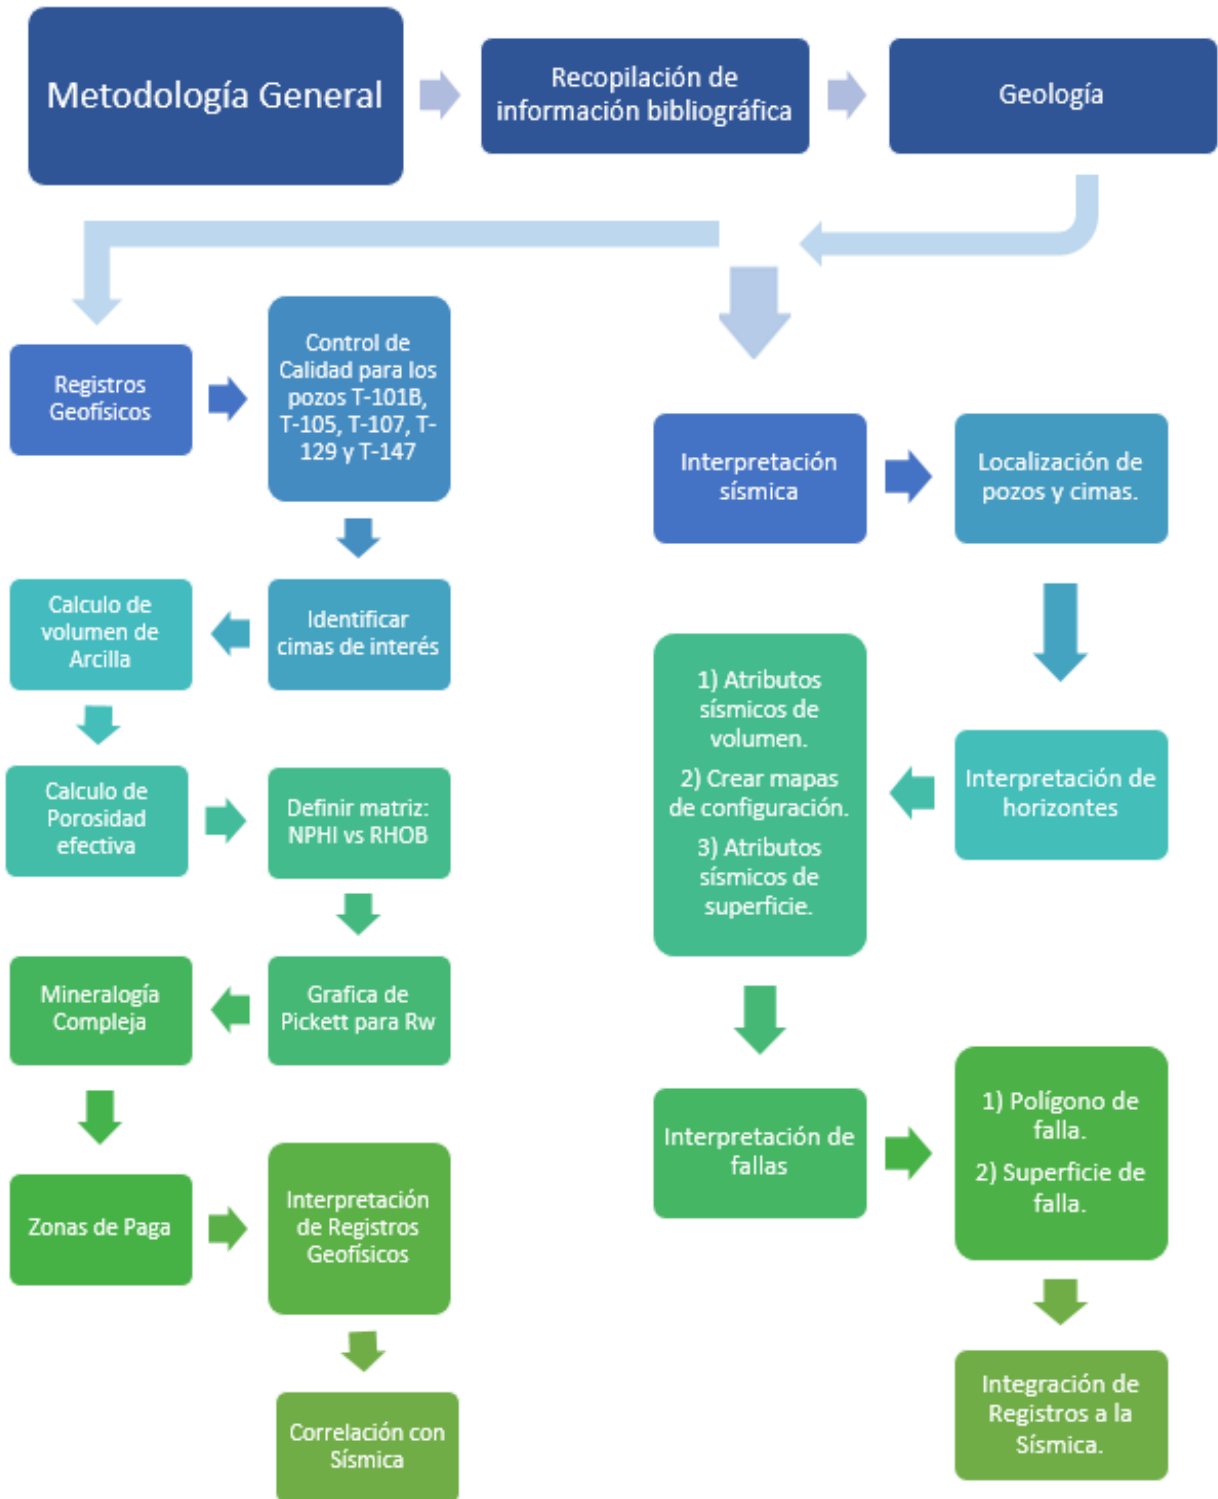 Metodología General
Recopilación de
información bibliográfica
Geología
Registros
Geofísicos
Control de
Calidad para los
pozos T-101B,
T-105, T-107, T-
129 y T-147
Identificar
cimas de interés
Calculo de
volumen de
Arcilla
Calculo de
Porosidad
efectiva
Definir matriz:
NPHI vs RHOB
Grafica de
Pickett para Rw
Mineralogía
Compleja
Zonas de Paga
Interpretación
de Registros
Geofísicos
Correlación con
Sísmica
Interpretación
sísmica
Localización de
pozos y cimas.
Interpretación de
horizontes
1) Atributos
sísmicos de
volumen.
2) Crear mapas
de configuración.
3) Atributos
sísmicos de
superficie.
Interpretación de
fallas
1) Polígono de
falla.
2) Superficie de
falla.
Integración de
Registros a la
Sísmica.